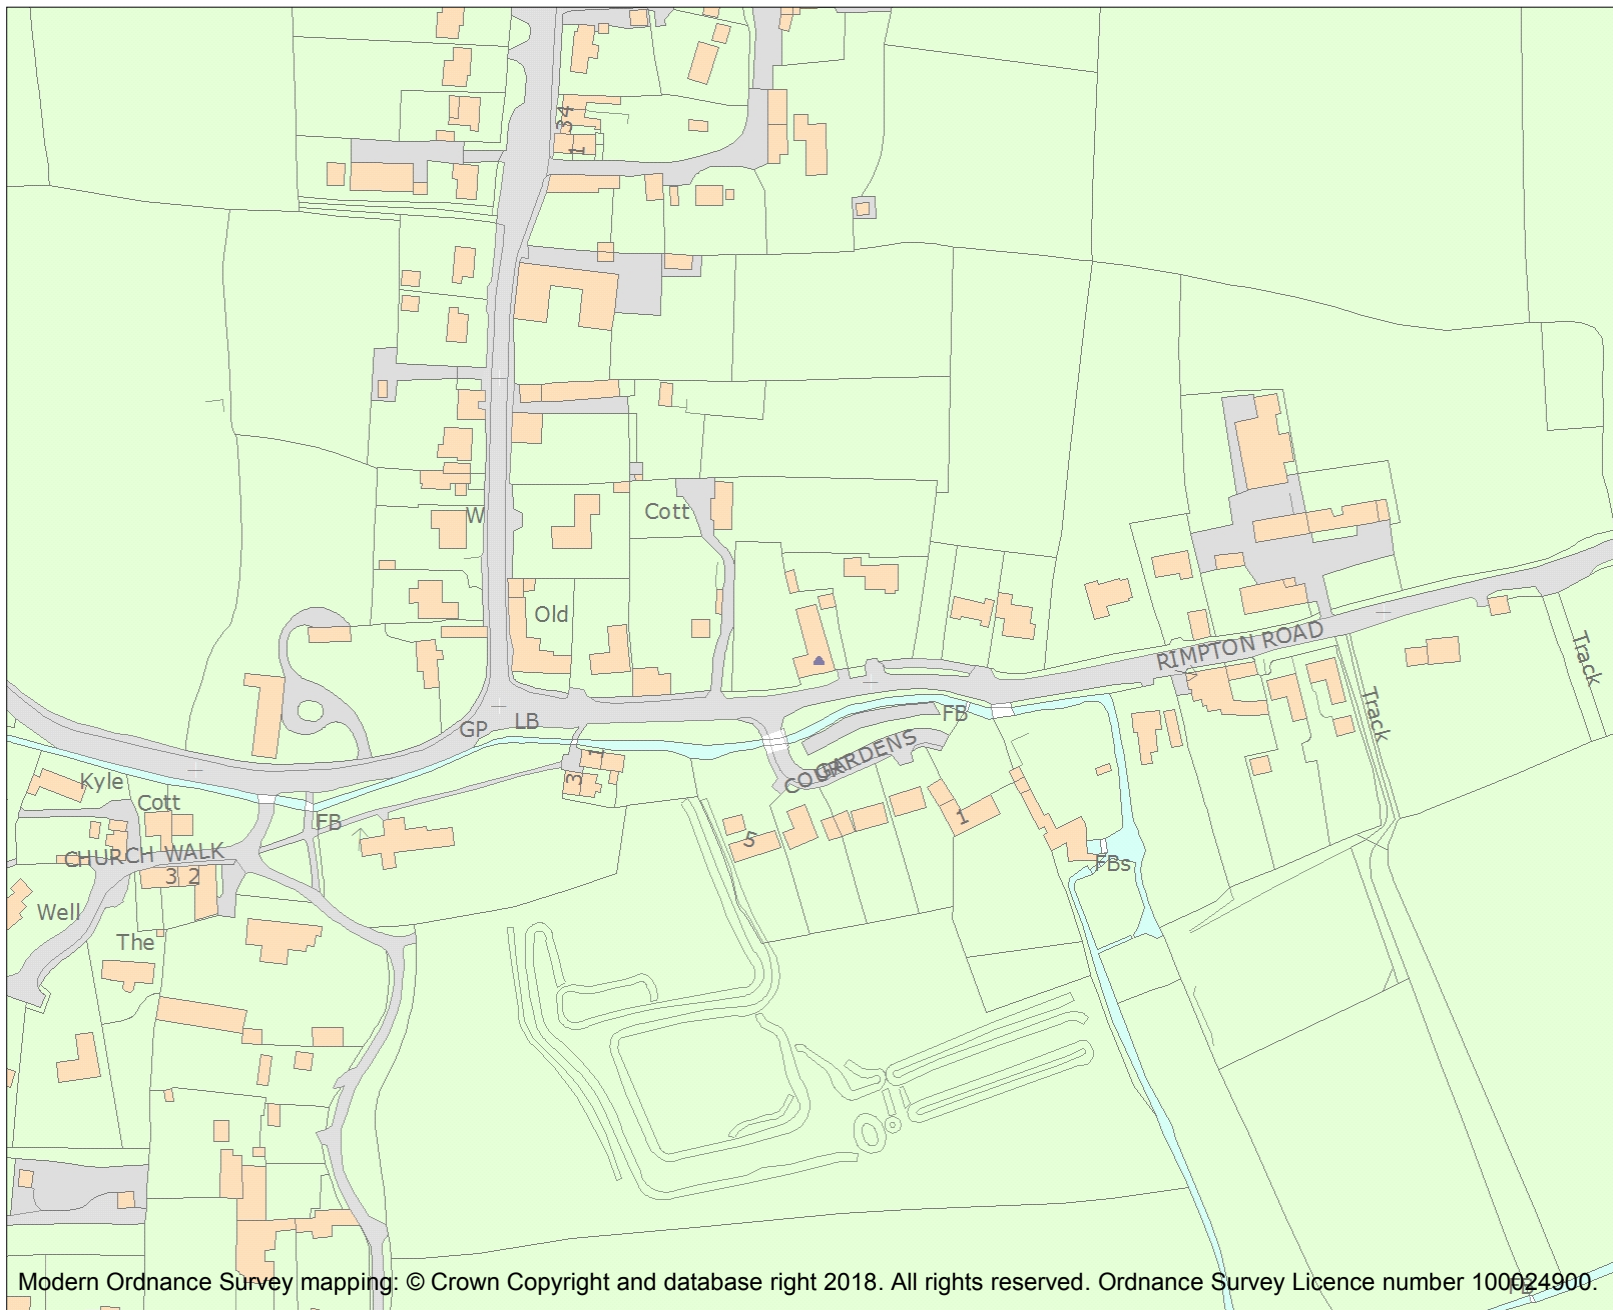 34
1
W
Cott
Old
RIMPTON ROAD
Track
Track
GP
LB
FB
GARDENS
1
3
Kyle
Cott
FB
5
1
CHURCH WALK
3 2
FBs
Well
The
Modern Ordnance Survey mapping: © Crown Copyright and database right 2018. All rights reserved. Ordnance Survey Licence number 100024900.